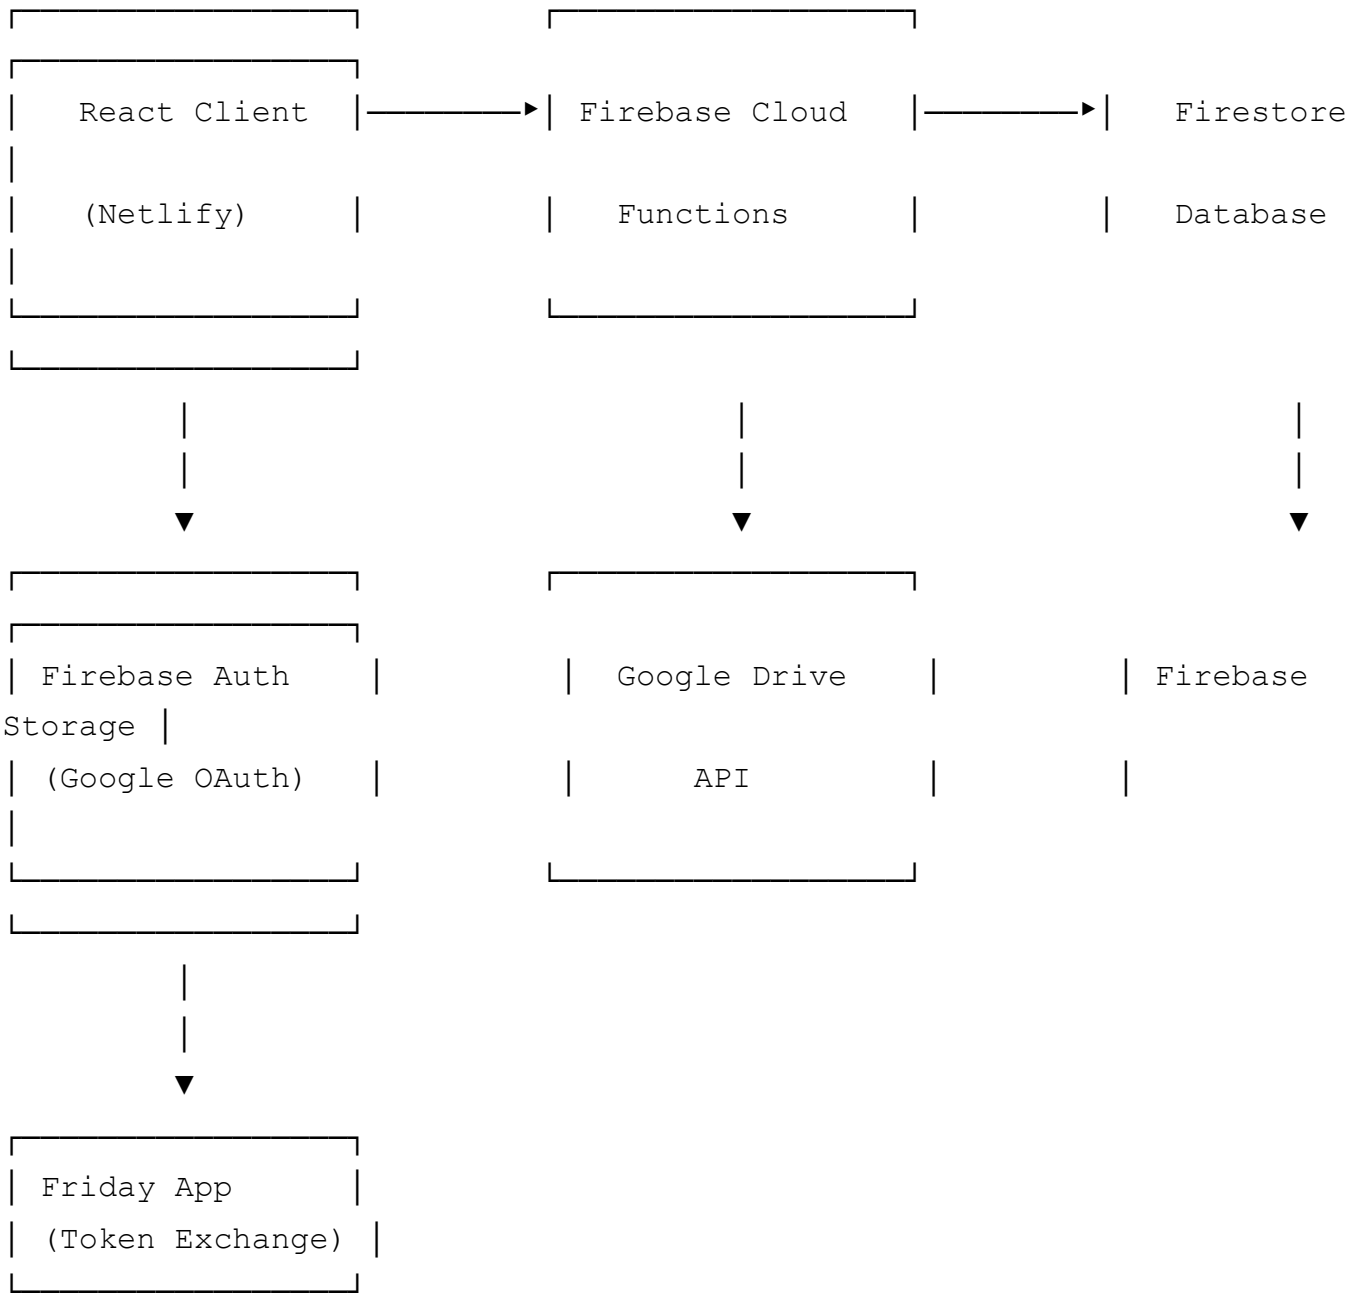 React Client Firebase Cloud Firestore
(Netlify) Functions Database
Firebase Auth Google Drive Firebase
Storage
(Google OAuth) API
Friday App
(Token Exchange)